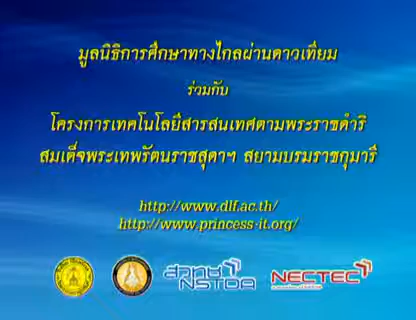 มูลนิธิการศึกษาทางไกลผ่านดาวเทียม
ร่วมกับ
โครงการเทคโนโลยีสารสนเทศตามพระราชดำริ
สมเด็จพระเทพรัตนราชสุดาฯ สยามบรมราชกุมารี
http://www.dlf.ac.th/
http://www.princess-it.org/
สวทช
NSTDA
NECTEC